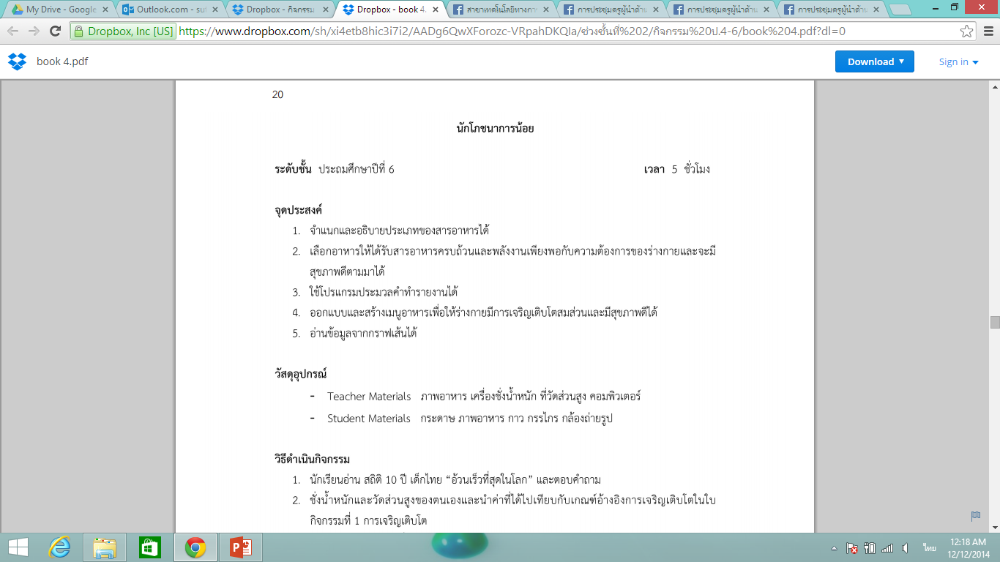 My Drive - Google
Outlook.com - su
Dropbox - กิจกรรม
Dropbox - book 4.
สาขาเทคโนโลยีทางกา
การประชุมครูผู้นำด้าน
การประชุมครูผู้นำด้าน
การประชุมครูผู้นำด้าน
Dropbox, Inc [US] https://www.dropbox.com/sh/xi4etb8hic3i7i2/AADg6QwXForozc-VRpahDKQIa/ช่วงชั้นที่%202/กิจกรรม%20ป.4-6/book%204.pdf?dl=0
book 4.pdf
Download
Sign in
20
นักโภชนาการน้อย
ระดับชั้น ประถมศึกษาปีที่ 6 เวลา 5 ชั่วโมง
จุดประสงค์
1. จำแนกและอธิบายประเภทของสารอาหารได้
2. เลือกอาหารให้ได้รับสารอาหารครบถ้วนและพลังงานเพียงพอกับความต้องการของร่างกายและจะมี
สุขภาพดีตามมาได้
3. ใช้โปรแกรมประมวลคำทำรายงานได้
4. ออกแบบและสร้างเมนูอาหารเพื่อให้ร่างกายมีการเจริญเติบโตสมส่วนและมีสุขภาพดีได้
5. อ่านข้อมูลจากกราฟเส้นได้
วัสดุอุปกรณ์
- Teacher Materials ภาพอาหาร เครื่องชั่งน้ำหนัก ที่วัดส่วนสูง คอมพิวเตอร์
- Student Materials กระดาษ ภาพอาหาร กาว กรรไกร กล้องถ่ายรูป
วิธีดำเนินกิจกรรม
1. นักเรียนอ่าน สถิติ 10 ปี เด็กไทย “อ้วนเร็วที่สุดในโลก” และตอบคำถาม
2. ชั่งน้ำหนักและวัดส่วนสูงของตนเองและนำค่าที่ได้ไปเทียบกับเกณฑ์อ้างอิงการเจริญเติบโตในใบ
กิจกรรมที่ 1 การเจริญเติบโต
ไทย
12:18 AM
12/12/2014